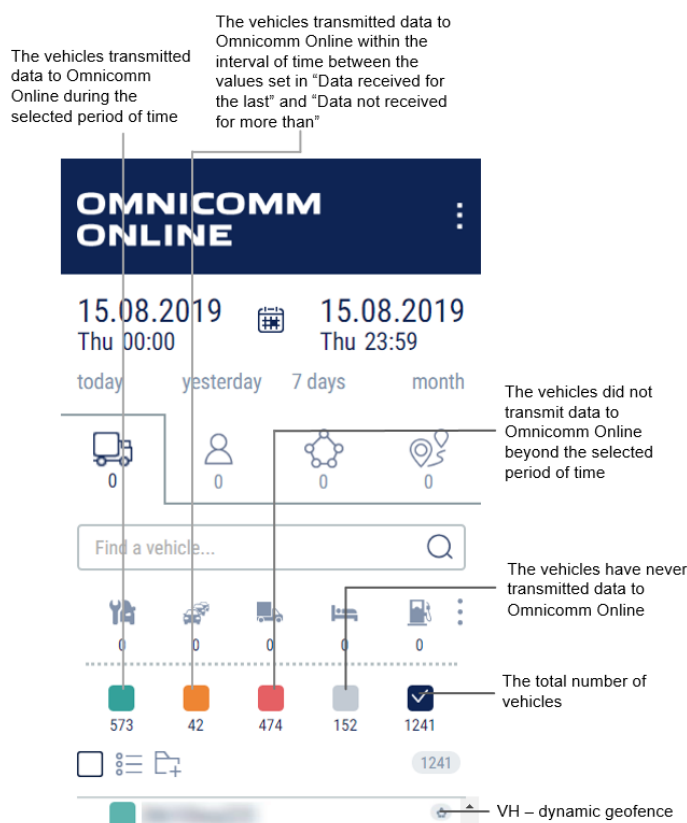 The vehicles transmitted data to
Omnicomm Online within the
interval of time between the
values set in “Data received for
the last” and “Data not received
for more than”
The vehicles transmitted
data to Omnicomm
Online during the
selected period of time
OMNICOMM
ONLINE
15.08.2019
Thu 00:00
15.08.2019
Thu 23:59
today yesterday 7 days month
The vehicles did not
transmit data to
Omnicomm Online
beyond the selected
period of time
0 0 0 0
Find a vehicle...
The vehicles have never
transmitted data to
Omnicomm Online
0 0 0 0 0
The total number of
vehicles
573 42 474 152 1241
1241
VH – dynamic geofence